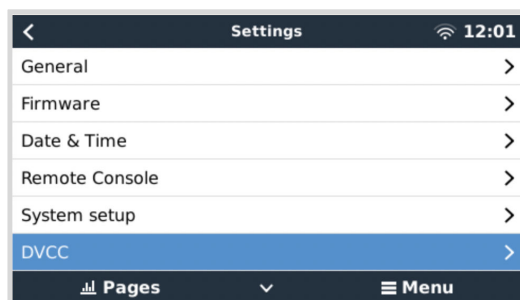 Settings 12:01
General
Firmware
Date & Time
Remote Console
System setup
DVCC
Pages Menu